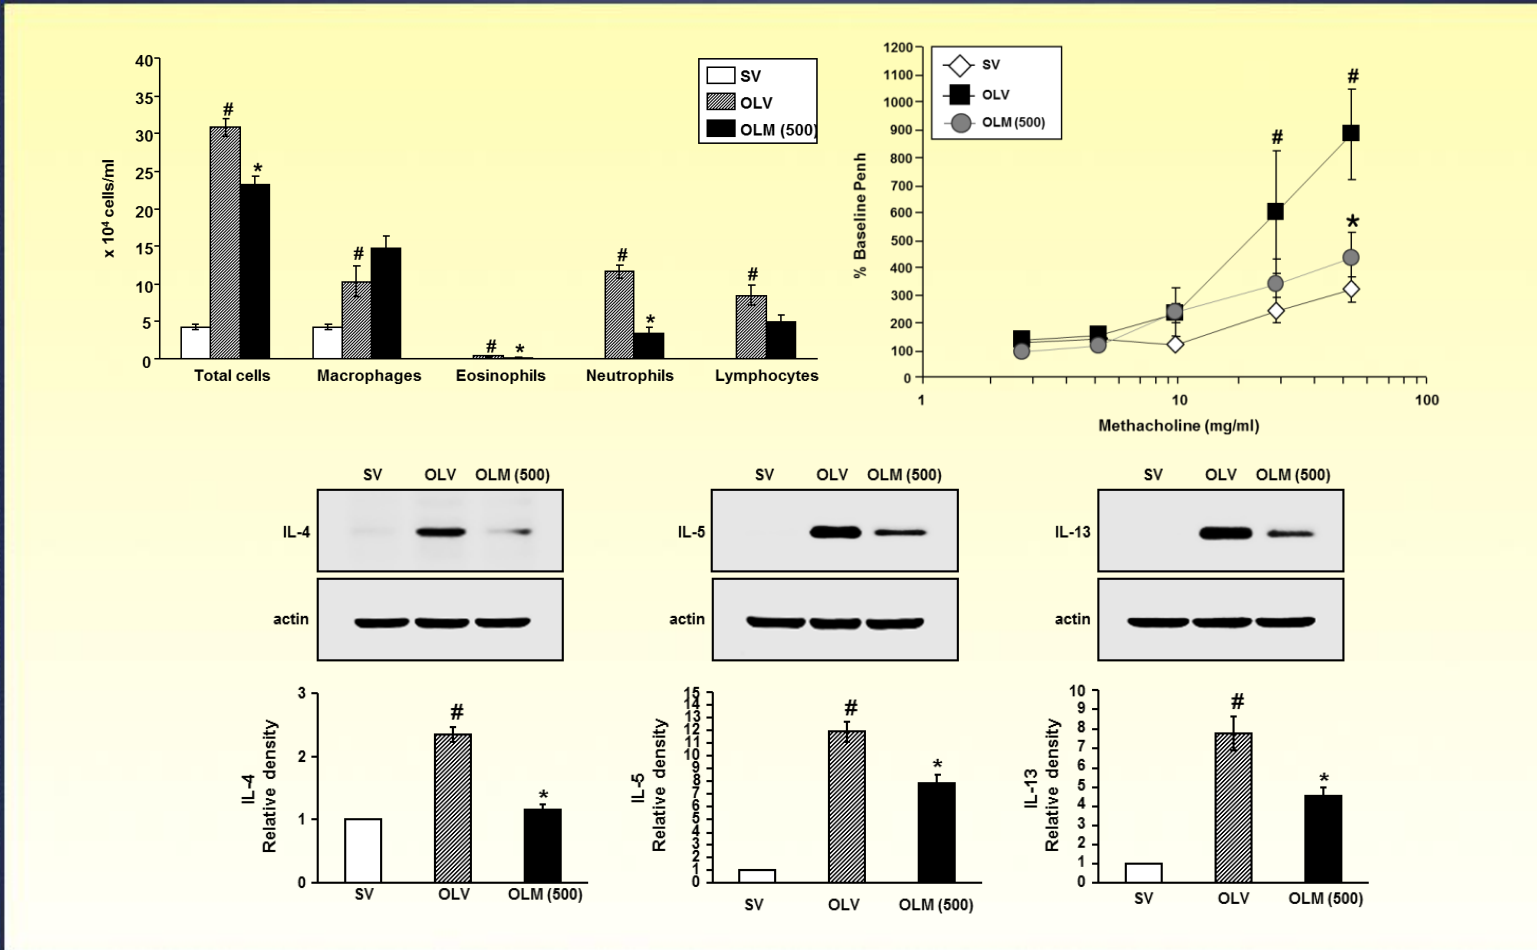 40
35
30
25
20
15
10
5
0
x 10⁴ cells/ml
SV
OLV
OLM (500)
#
*
#
#
*
#
*
#
Total cells
Macrophages
Eosinophils
Neutrophils
Lymphocytes
1200
1100
1000
900
800
700
600
500
400
300
200
100
0
% Baseline Penh
SV
OLV
OLM (500)
#
#
*
1
10
100
Methacholine (mg/ml)
SV OLV OLM (500)
IL-4
actin
SV OLV OLM (500)
IL-5
actin
SV OLV OLM (500)
IL-13
actin
3
2
1
0
IL-4
Relative density
#
*
SV OLV OLM (500)
15
14
13
12
11
10
9
8
7
6
5
4
3
2
1
0
IL-5
Relative density
#
*
SV OLV OLM (500)
10
9
8
7
6
5
4
3
2
1
0
IL-13
Relative density
#
*
SV OLV OLM (500)